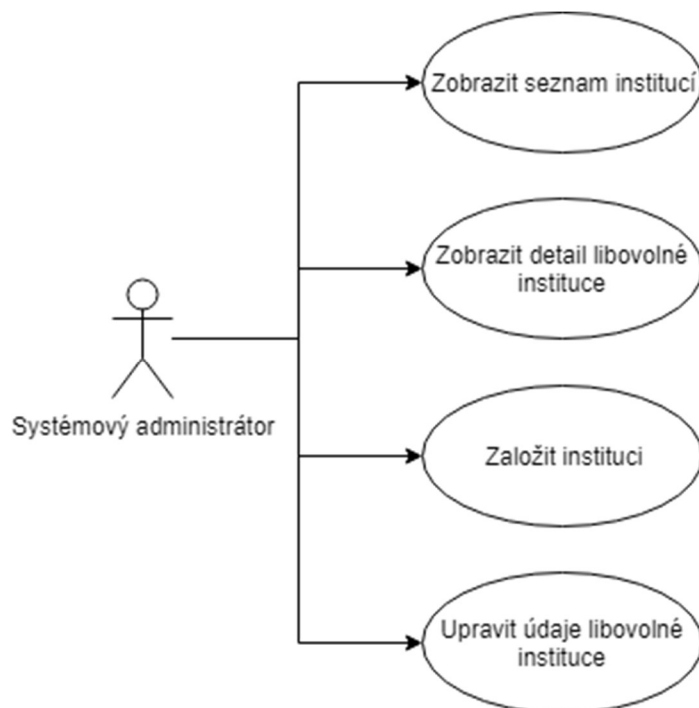 Zobrazit seznam institucí
Zobrazit detail libovolné
instituce
Systémový administrátor
Založit instituci
Upravit údaje libovolné
instituce